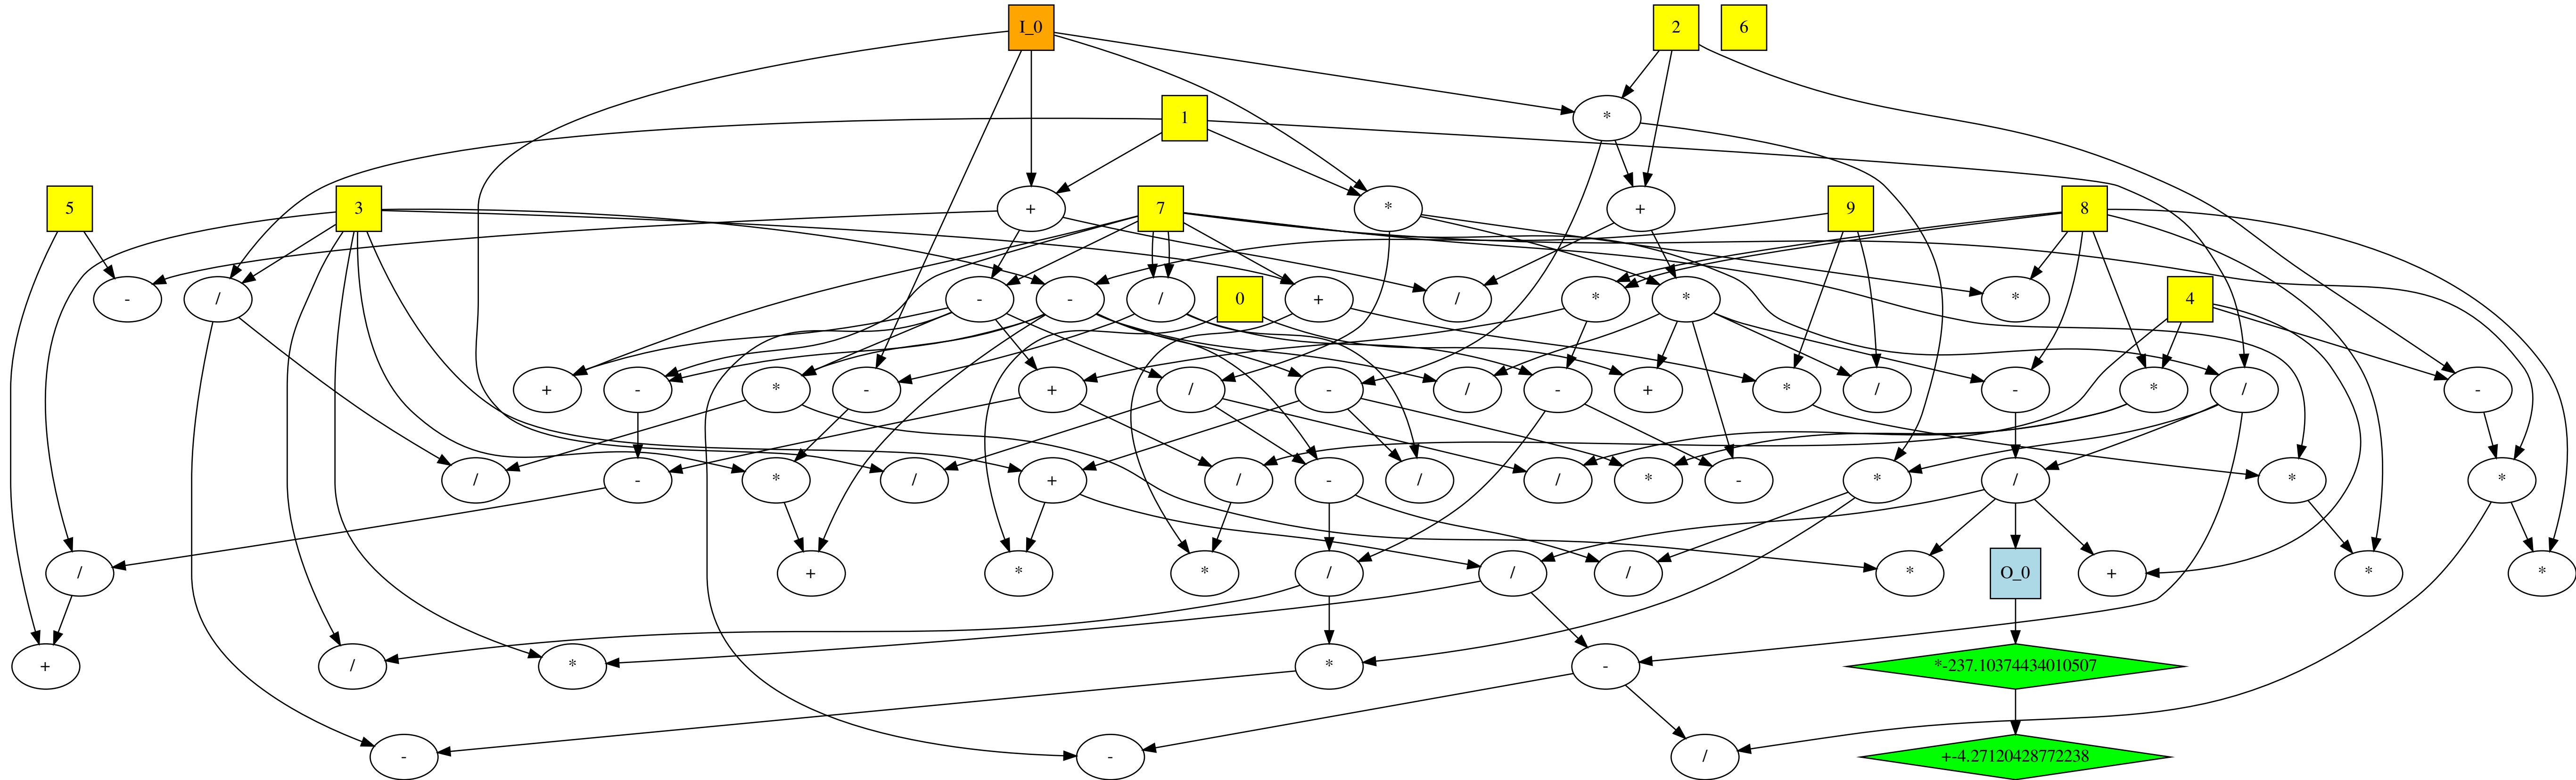 I_0 2 6
1 *
5 3 + 7 * + 9 8
- / - - / 0 + / * * * 4
+ - * - + / - / - + * / - * / -
/ - * / + / - / / * - * / * *
/ + * * / / / * O_0 + * *
+ / * * - *-237.10374434010507
- - / +-4.27120428772238